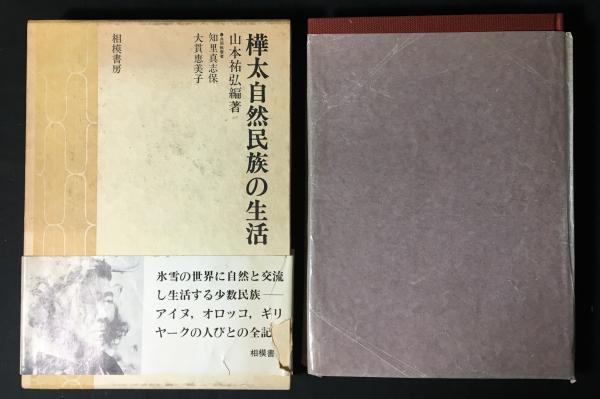 樺太自然民族の生活
山本祐弘編著
知里真志保
大貫恵美子
相模書房
氷雪の世界に自然と交流
し生活する少数民族──
アイヌ，オロッコ，ギリ
ヤークの人びとの全記
相模書